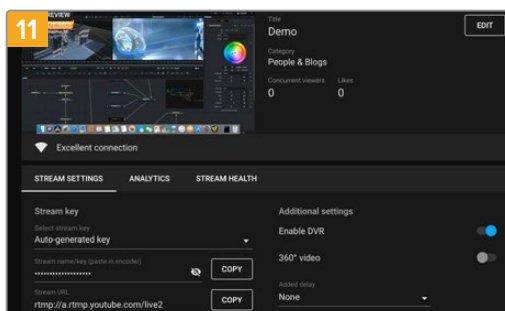 11
PREVIEW
Title
Demo
EDIT
Category
People & Blogs
Concurrent viewers
Likes
0
0
Excellent connection
STREAM SETTINGS
ANALYTICS
STREAM HEALTH
Stream key
Select stream key
Auto-generated key
Stream name/key (paste in encoder)
•••••••••••••••••••
COPY
Stream URL
rtmp://a.rtmp.youtube.com/live2
COPY
Additional settings
Enable DVR
360° video
Added delay
None